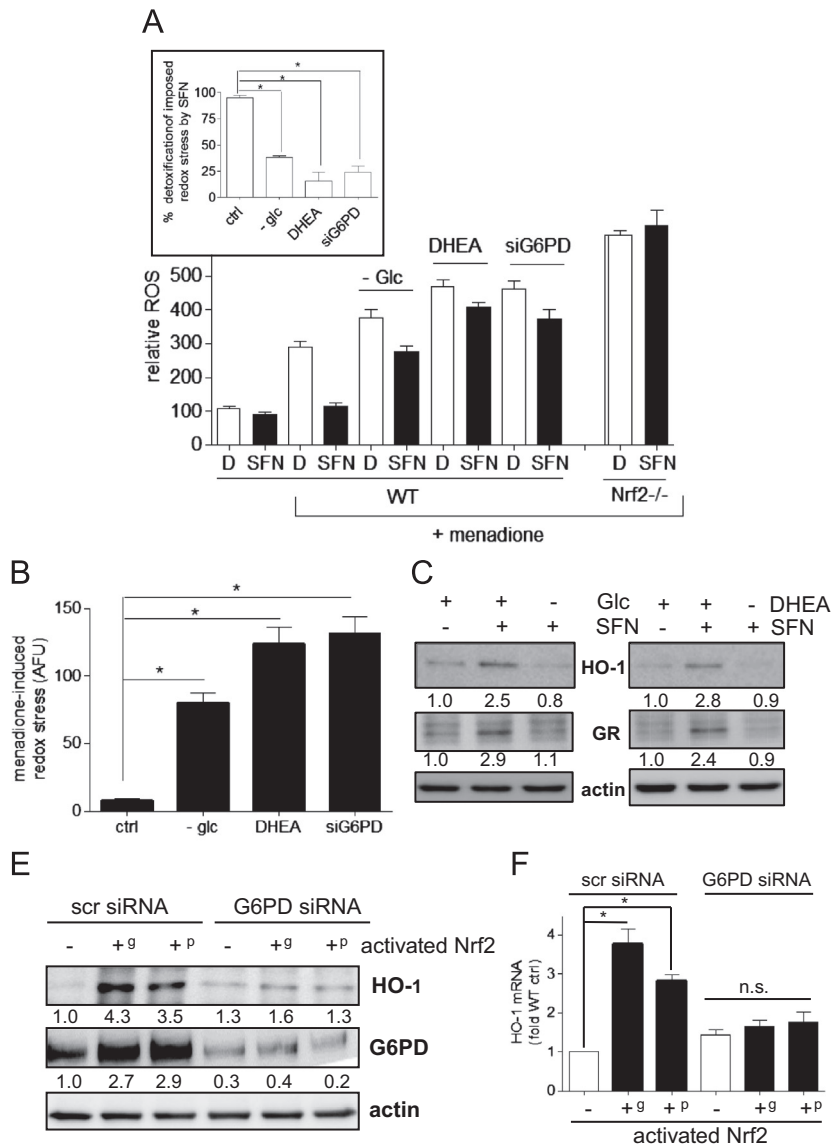 A
% detoxificationof imposed
redox stress by SFN
100
75
50
25
0
* 
*
*
ctrl
- glc
DHEA
siG6PD
relative ROS
500
400
300
200
100
0
- Glc
DHEA
siG6PD
D SFN D SFN D SFN D SFN D SFN D SFN
WT Nrf2-/-
+ menadione
B
menadione-induced
redox stress (AFU)
150
100
50
0
*
*
*
ctrl - glc DHEA siG6PD
C
+ + - Glc + + - DHEA
- + + SFN - + + SFN
HO-1
1.0 2.5 0.8 1.0 2.8 0.9
GR
1.0 2.9 1.1 1.0 2.4 0.9
actin
E
scr siRNA G6PD siRNA
- +g +p - +g +p activated Nrf2
HO-1
1.0 4.3 3.5 1.3 1.6 1.3
G6PD
1.0 2.7 2.9 0.3 0.4 0.2
actin
F
scr siRNA G6PD siRNA
*
*
n.s.
HO-1 mRNA
(fold WT ctrl)
4
2
1
0
- +g +p - +g +p
activated Nrf2